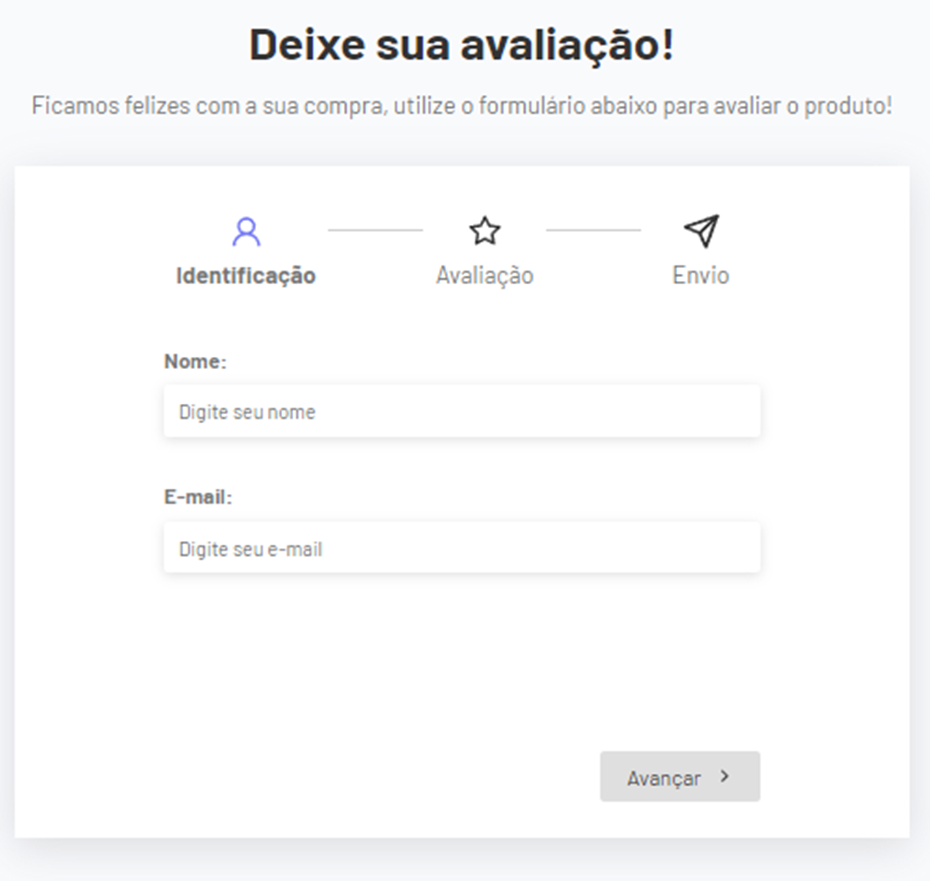 Deixe sua avaliação!
Ficamos felizes com a sua compra, utilize o formulário abaixo para avaliar o produto!
Identificação Avaliação Envio
Nome:
Digite seu nome
E-mail:
Digite seu e-mail
Avançar